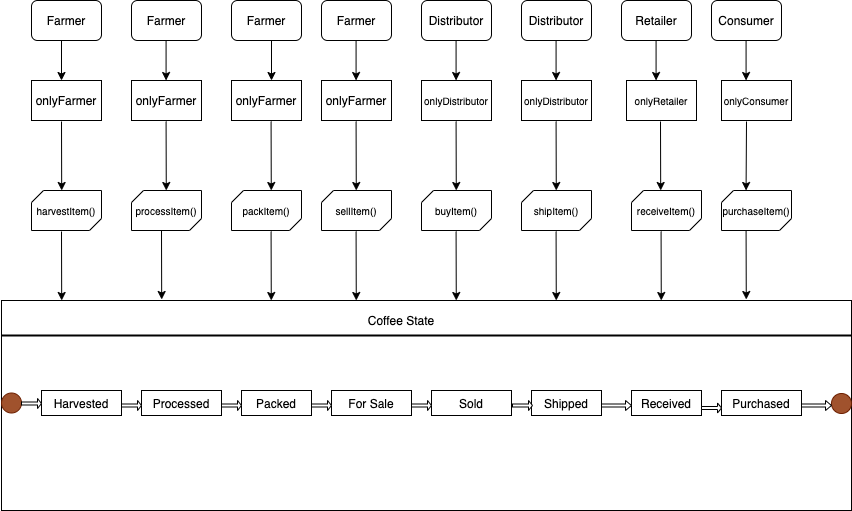 Farmer
Farmer
Farmer
Farmer
Distributor
Distributor
Retailer
Consumer
onlyFarmer
onlyFarmer
onlyFarmer
onlyFarmer
onlyDistributor
onlyDistributor
onlyRetailer
onlyConsumer
harvestItem()
processItem()
packItem()
sellItem()
buyItem()
shipItem()
receiveItem()
purchaseItem()
Coffee State
Harvested
Processed
Packed
For Sale
Sold
Shipped
Received
Purchased